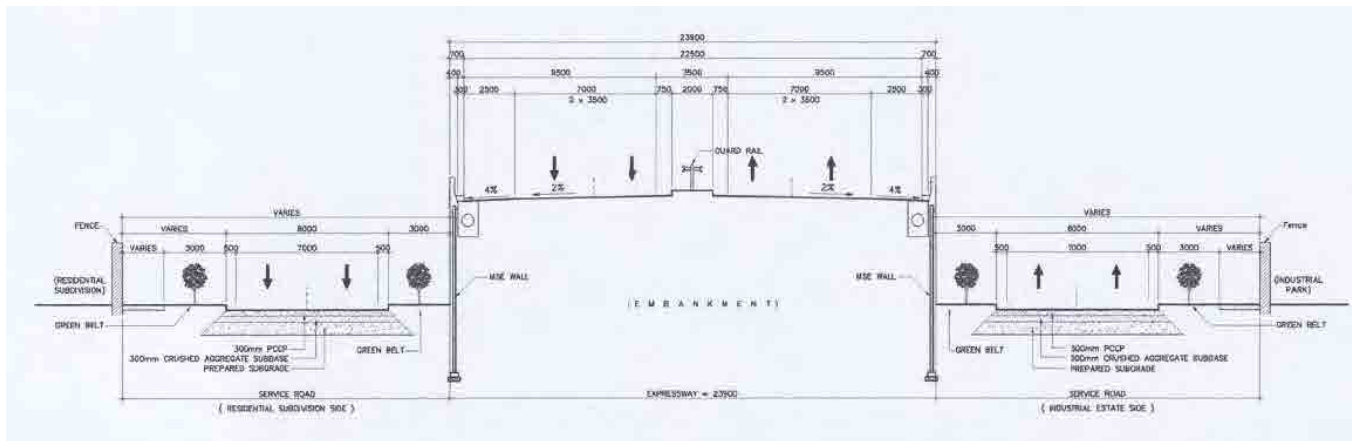 23900
700 22500 700
400 9500 3500 9500 400
300 2500 7000 750 2000 750 7000 2500 300
2 x 3500 2 x 3500
GUARD RAIL
4% 2% 2% 4%
VARIES VARIES
FENCE
VARIES 8000 3000
3000 8000 VARIES
Fence
VARIES 3000 500 7000 500
500 7000 500 3000 VARIES
(RESIDENTIAL
SUBDIVISION)
MSE WALL
(EMBANKMENT)
MSE WALL
(INDUSTRIAL
PARK)
GREEN BELT
GREEN BELT
300mm PCCP
300mm CRUSHED AGGREGATE SUBBASE
PREPARED SUBGRADE
GREEN BELT
GREEN BELT
300mm PCCP
300mm CRUSHED AGGREGATE SUBBASE
PREPARED SUBGRADE
SERVICE ROAD
( RESIDENTIAL SUBDIVISION SIDE )
EXPRESSWAY = 23900
SERVICE ROAD
( INDUSTRIAL ESTATE SIDE )